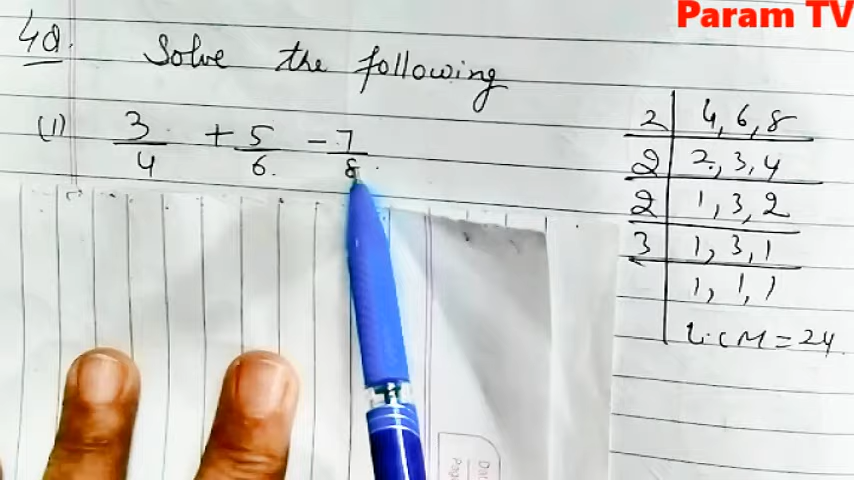 Param TV
4Q. Solve the following
(1) 3/4 + 5/6 - 7/8
2 | 4, 6, 8
2 | 2, 3, 4
2 | 1, 3, 2
3 | 1, 3, 1
1, 1, 1
L.C.M = 24